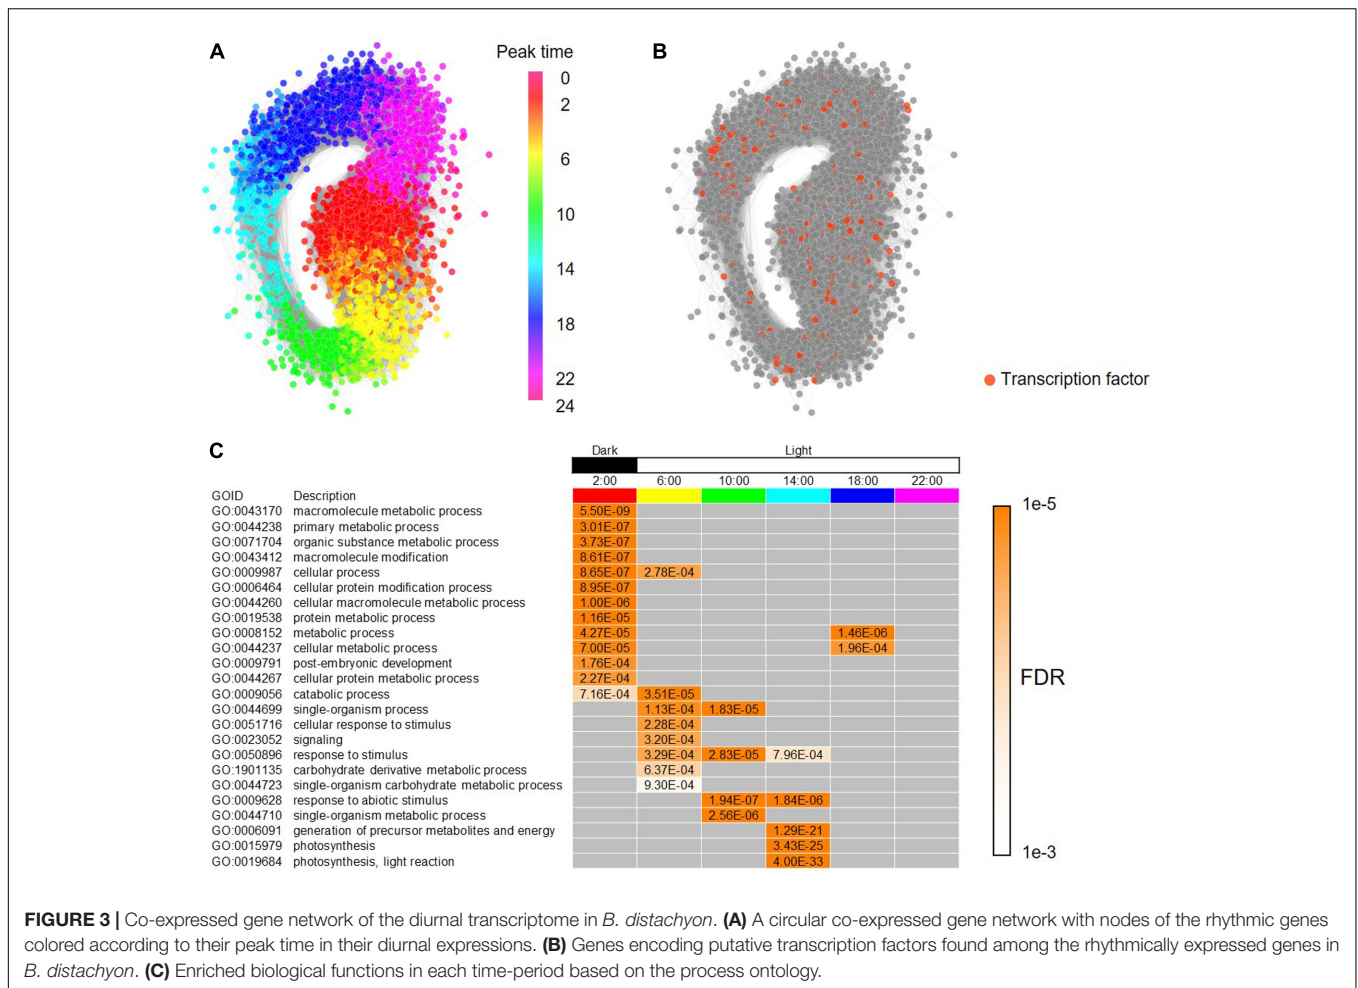 A
Peak time
0
2
6
10
14
18
22
24
B
Transcription factor
C
Dark Light
2:00 6:00 10:00 14:00 18:00 22:00
GOID Description
GO:0043170 macromolecule metabolic process 5.50E-09
GO:0044238 primary metabolic process 3.01E-07
GO:0071704 organic substance metabolic process 3.73E-07
GO:0043412 macromolecule modification 8.61E-07
GO:0009987 cellular process 8.65E-07 2.78E-04
GO:0006464 cellular protein modification process 8.95E-07
GO:0044260 cellular macromolecule metabolic process 1.00E-06
GO:0019538 protein metabolic process 1.16E-05
GO:0008152 metabolic process 4.27E-05 1.46E-06
GO:0044237 cellular metabolic process 7.00E-05 1.96E-04
GO:0009791 post-embryonic development 1.76E-04
GO:0044267 cellular protein metabolic process 2.27E-04
GO:0009056 catabolic process 7.16E-04 3.51E-05
GO:0044699 single-organism process 1.13E-04 1.83E-05
GO:0051716 cellular response to stimulus 2.28E-04
GO:0023052 signaling 3.20E-04
GO:0050896 response to stimulus 3.29E-04 2.83E-05 7.96E-04
GO:1901135 carbohydrate derivative metabolic process 6.37E-04
GO:0044723 single-organism carbohydrate metabolic process 9.30E-04
GO:0009628 response to abiotic stimulus 1.94E-07 1.84E-06
GO:0044710 single-organism metabolic process 2.56E-06
GO:0006091 generation of precursor metabolites and energy 1.29E-21
GO:0015979 photosynthesis 3.43E-25
GO:0019684 photosynthesis, light reaction 4.00E-33
1e-5
FDR
1e-3
FIGURE 3 | Co-expressed gene network of the diurnal transcriptome in B. distachyon. (A) A circular co-expressed gene network with nodes of the rhythmic genes
colored according to their peak time in their diurnal expressions. (B) Genes encoding putative transcription factors found among the rhythmically expressed genes in
B. distachyon. (C) Enriched biological functions in each time-period based on the process ontology.